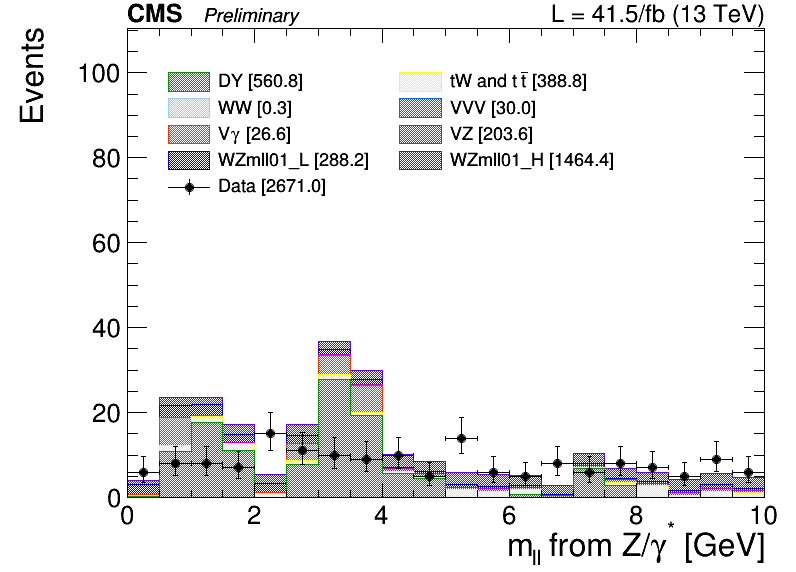 CMS Preliminary L = 41.5/fb (13 TeV)
Events
DY [560.8] tW and tt̅ [388.8]
WW [0.3] VVV [30.0]
Vγ [26.6] VZ [203.6]
WZmll01_L [288.2] WZmll01_H [1464.4]
Data [2671.0]
100
80
60
40
20
0
0 2 4 6 8 10
m_ll from Z/γ* [GeV]